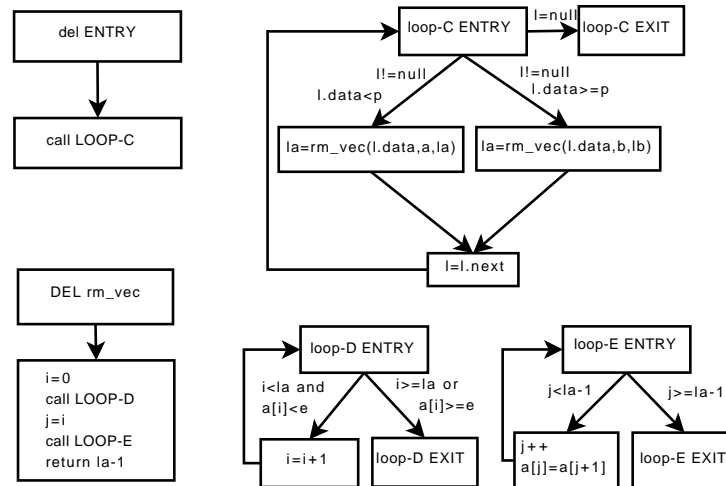 del ENTRY
call LOOP-C
loop-C ENTRY
l=null
loop-C EXIT
l!=null
l.data<p
l!=null
l.data>=p
la=rm_vec(l.data,a,la)
la=rm_vec(l.data,b,lb)
l=l.next
DEL rm_vec
i=0
call LOOP-D
j=i
call LOOP-E
return la-1
loop-D ENTRY
i<la and
a[i]<e
i>=la or
a[i]>=e
i=i+1
loop-D EXIT
loop-E ENTRY
j<la-1
j>=la-1
j++
a[j]=a[j+1]
loop-E EXIT